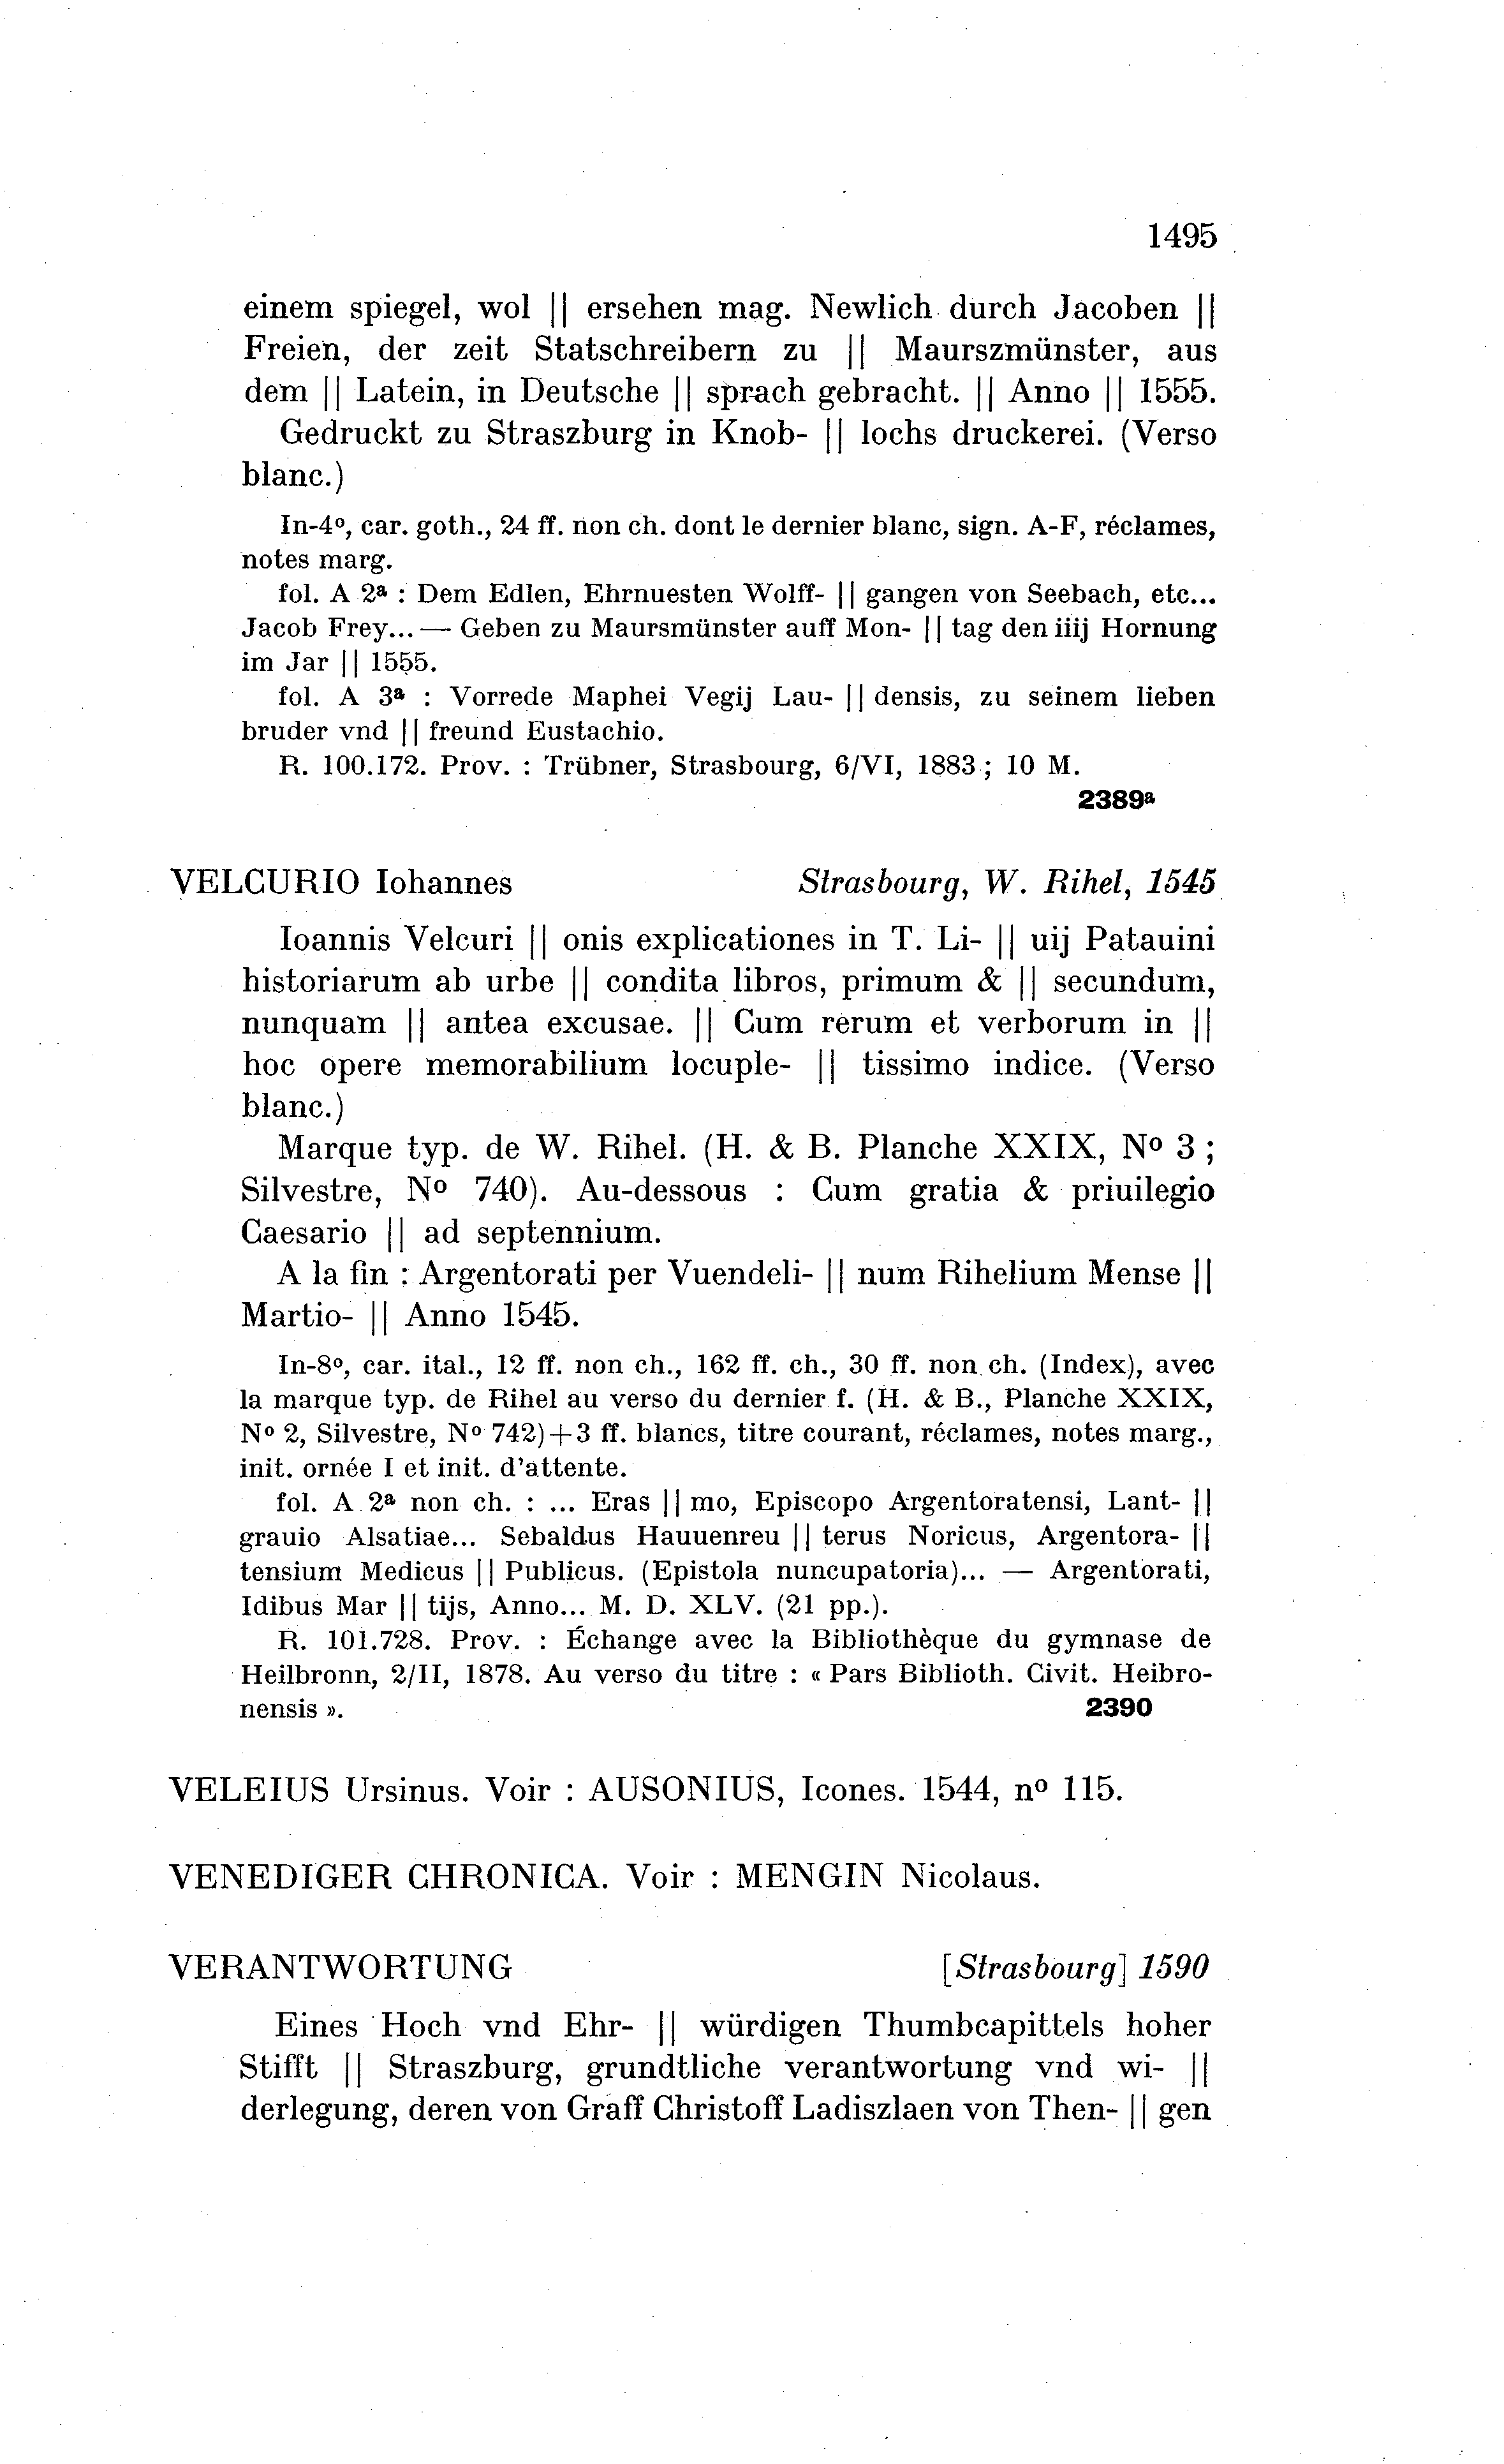 1495
einem spiegel, wol || ersehen mag. Newlich durch Jacoben ||
Freien, der zeit Statschreibern zu || Maurszmünster, aus
dem || Latein, in Deutsche || sprach gebracht. || Anno || 1555.
Gedruckt zu Straszburg in Knob- || lochs druckerei. (Verso
blanc.)
In-4º, car. goth., 24 ff. non ch. dont le dernier blanc, sign. A-F, réclames,
notes marg.
fol. A 2ª : Dem Edlen, Ehrnuesten Wolff- || gangen von Seebach, etc...
Jacob Frey... — Geben zu Maursmünster auff Mon- || tag den iiij Hornung
im Jar || 1555.
fol. A 3ª : Vorrede Maphei Vegij Lau- || densis, zu seinem lieben
bruder vnd || freund Eustachio.
R. 100.172. Prov. : Trübner, Strasbourg, 6/VI, 1883 ; 10 M.
2389ª
VELCURIO Iohannes Strasbourg, W. Rihel, 1545
Ioannis Velcuri || onis explicationes in T. Li- || uij Patauini
historiarum ab urbe || condita libros, primum & || secundum,
nunquam || antea excusae. || Cum rerum et verborum in ||
hoc opere memorabilium locuple- || tissimo indice. (Verso
blanc.)
Marque typ. de W. Rihel. (H. & B. Planche XXIX, Nº 3 ;
Silvestre, Nº 740). Au-dessous : Cum gratia & priuilegio
Caesario || ad septennium.
A la fin : Argentorati per Vuendeli- || num Rihelium Mense ||
Martio- || Anno 1545.
In-8º, car. ital., 12 ff. non ch., 162 ff. ch., 30 ff. non ch. (Index), avec
la marque typ. de Rihel au verso du dernier f. (H. & B., Planche XXIX,
Nº 2, Silvestre, Nº 742)+3 ff. blancs, titre courant, réclames, notes marg.,
init. ornée I et init. d'attente.
fol. A 2ª non ch. : ... Eras || mo, Episcopo Argentoratensi, Lant- ||
grauio Alsatiae... Sebaldus Hauuenreu || terus Noricus, Argentora- ||
tensium Medicus || Publicus. (Epistola nuncupatoria)... — Argentorati,
Idibus Mar || tijs, Anno... M. D. XLV. (21 pp.).
R. 101.728. Prov. : Échange avec la Bibliothèque du gymnase de
Heilbronn, 2/II, 1878. Au verso du titre : « Pars Biblioth. Civit. Heibro-
nensis ». 2390
VELEIUS Ursinus. Voir : AUSONIUS, Icones. 1544, nº 115.
VENEDIGER CHRONICA. Voir : MENGIN Nicolaus.
VERANTWORTUNG [Strasbourg] 1590
Eines Hoch vnd Ehr- || würdigen Thumbcapittels hoher
Stifft || Straszburg, grundtliche verantwortung vnd wi- ||
derlegung, deren von Graff Christoff Ladiszlaen von Then- || gen